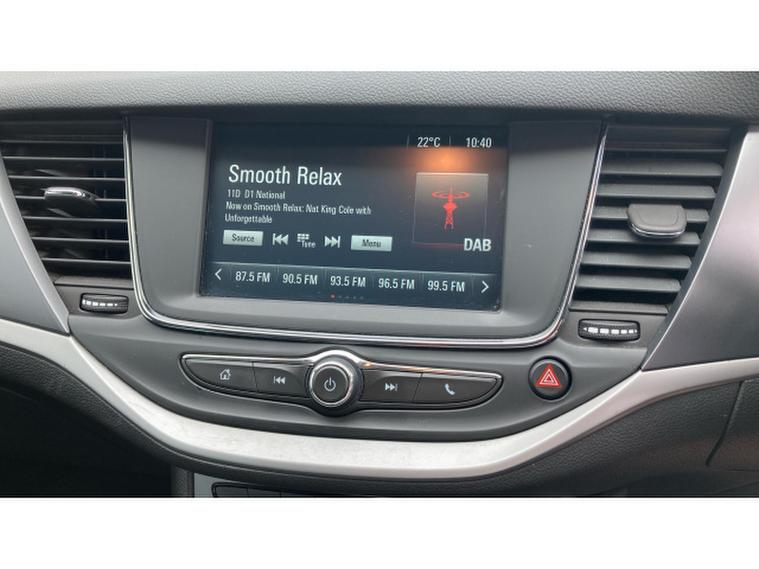 22°C 10:40
Smooth Relax
11D D1 National
Now on Smooth Relax: Nat King Cole with
Unforgettable
Source Tune Menu
DAB
87.5 FM 90.5 FM 93.5 FM 96.5 FM 99.5 FM